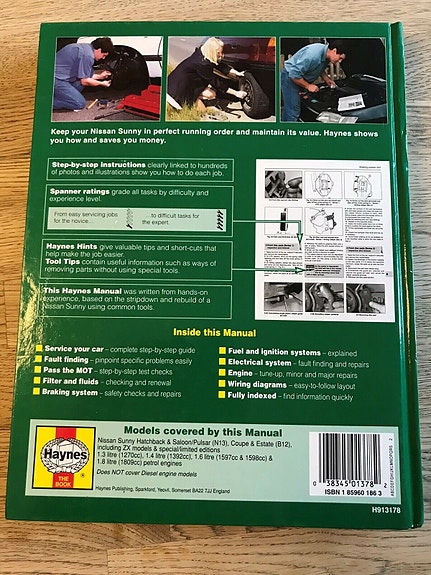 Keep your Nissan Sunny in perfect running order and maintain its value. Haynes shows
you how and saves you money.
Step-by-step instructions clearly linked to hundreds
of photos and illustrations show you how to do each job.
Spanner ratings grade all tasks by difficulty and
experience level.
From easy servicing jobs
for the novice...
...to difficult tasks for
the expert.
Haynes Hints give valuable tips and short-cuts that
help make the job easier.
Tool Tips contain useful information such as ways of
removing parts without using special tools.
This Haynes Manual was written from hands-on
experience, based on the stripdown and rebuild of a
Nissan Sunny using common tools.
Inside this Manual
Service your car – complete step-by-step guide
Fault finding – pinpoint specific problems easily
Pass the MOT – step-by-step test checks
Filter and fluids – checking and renewal
Braking system – safety checks and repairs
Fuel and ignition systems – explained
Electrical system – fault finding and repairs
Engine – tune-up, minor and major repairs
Wiring diagrams – easy-to-follow layout
Fully indexed – find information quickly
Haynes
THE
BOOK
®
Models covered by this Manual
Nissan Sunny Hatchback & Saloon/Pulsar (N13), Coupe & Estate (B12),
including ZX models & special/limited editions
1.3 litre (1270cc), 1.4 litre (1392cc), 1.6 litre (1597cc & 1598cc) &
1.8 litre (1809cc) petrol engines
Does NOT cover Diesel engine models
Haynes Publishing, Sparkford, Yeovil, Somerset BA22 7JJ England
0 38345 01378 2
ISBN 1 85960 186 3
ABCDEFGHIJKLMNOPQRS 2
H913178